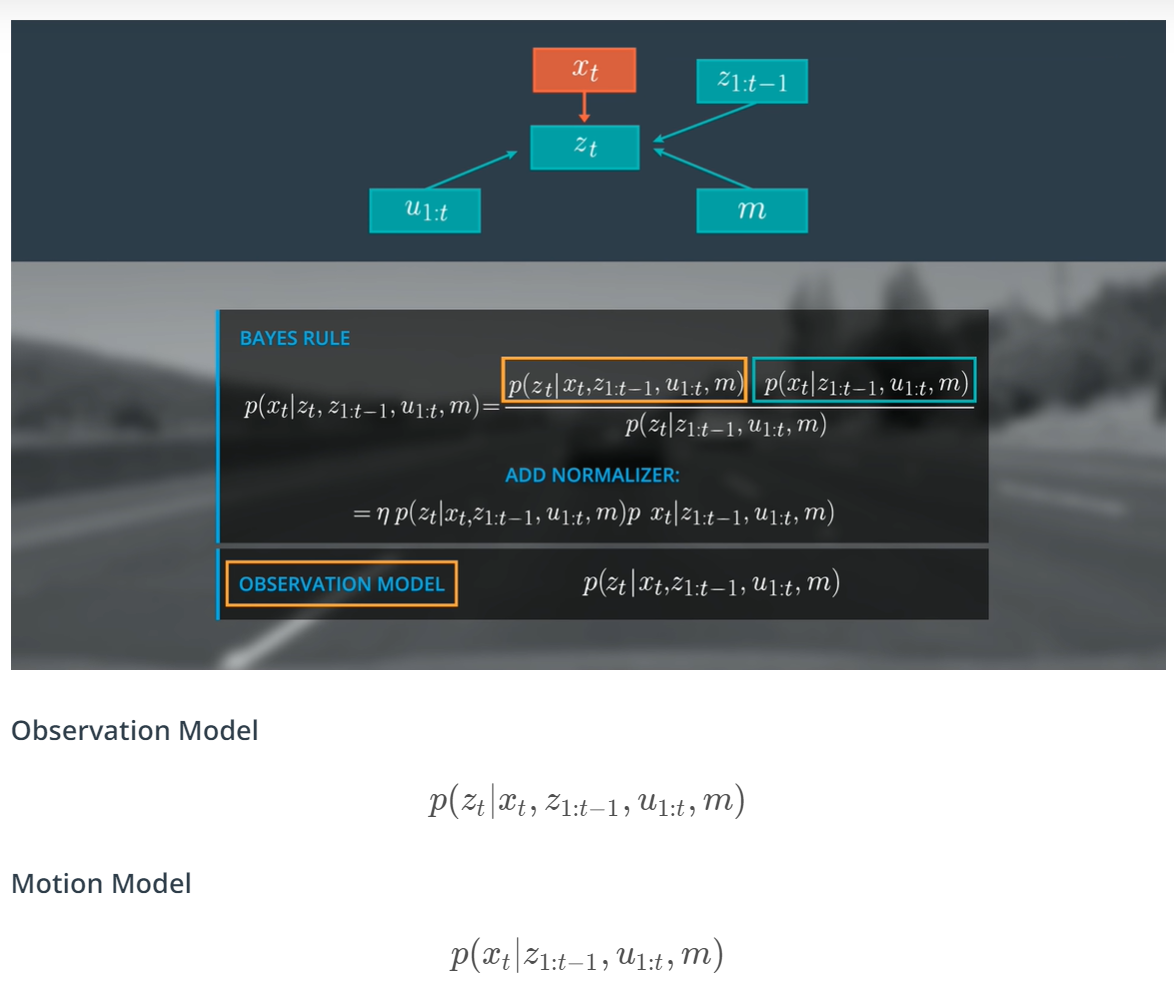 x_t
z_{1:t−1}
z_t
u_{1:t}
m
BAYES RULE
p(x_t|z_t, z_{1:t−1}, u_{1:t}, m)= \frac{p(z_t|x_t,z_{1:t−1}, u_{1:t}, m) p(x_t|z_{1:t−1}, u_{1:t}, m)}{p(z_t|z_{1:t−1}, u_{1:t}, m)}
ADD NORMALIZER:
= η p(z_t|x_t,z_{1:t−1}, u_{1:t}, m)p x_t|z_{1:t−1}, u_{1:t}, m)
OBSERVATION MODEL p(z_t|x_t,z_{1:t−1}, u_{1:t}, m)
Observation Model
p(z_t|x_t, z_{1:t−1}, u_{1:t}, m)
Motion Model
p(x_t|z_{1:t−1}, u_{1:t}, m)